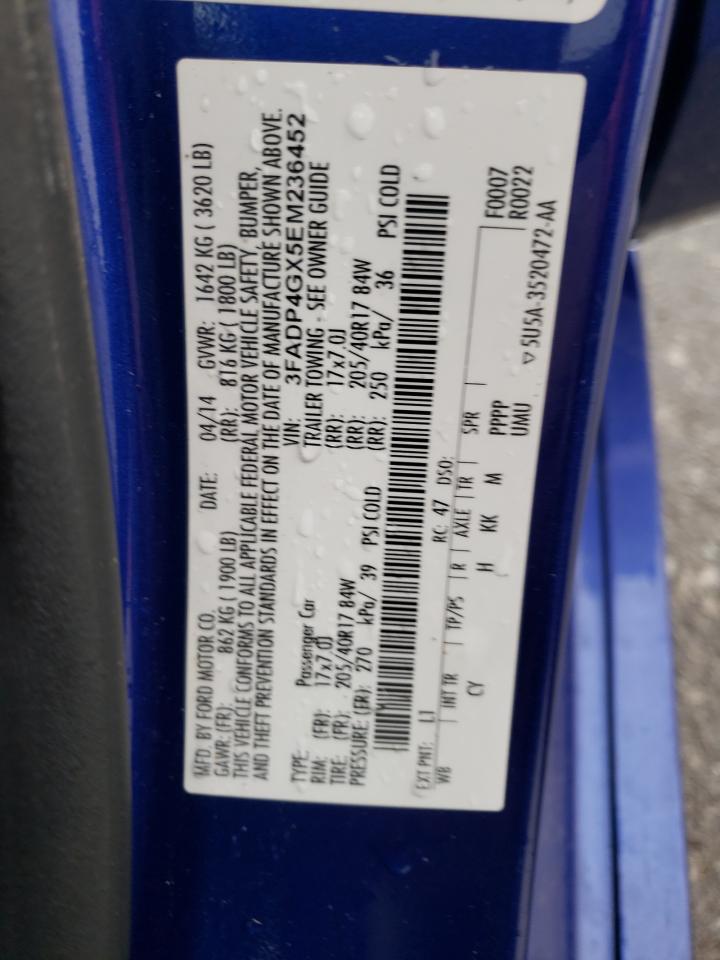 MFD. BY FORD MOTOR CO. DATE: 04/14 GVWR: 1642 KG ( 3620 LB)
GAWR: (FR): 862 KG ( 1900 LB) (RR): 816 KG ( 1800 LB)
THIS VEHICLE CONFORMS TO ALL APPLICABLE FEDERAL MOTOR VEHICLE SAFETY, BUMPER,
AND THEFT PREVENTION STANDARDS IN EFFECT ON THE DATE OF MANUFACTURE SHOWN ABOVE.
VIN: 3FADP4GX5EM236452
TYPE: Passenger Car TRAILER TOWING - SEE OWNER GUIDE
RIM: (FR): 17x7.0J (RR): 17x7.0J
TIRE: (FR): 205/40R17 84W (RR): 205/40R17 84W
PRESSURE: (FR): 270 kPa/ 39 PSI COLD (RR): 250 kPa/ 36 PSI COLD
EXT PNT: L1 RC: 47 DSO:
WB INT TR TP/PS R AXLE TR SPR F0007
CY H KK M PPPP R0022
UMU
▽5U5A-3520472-AA